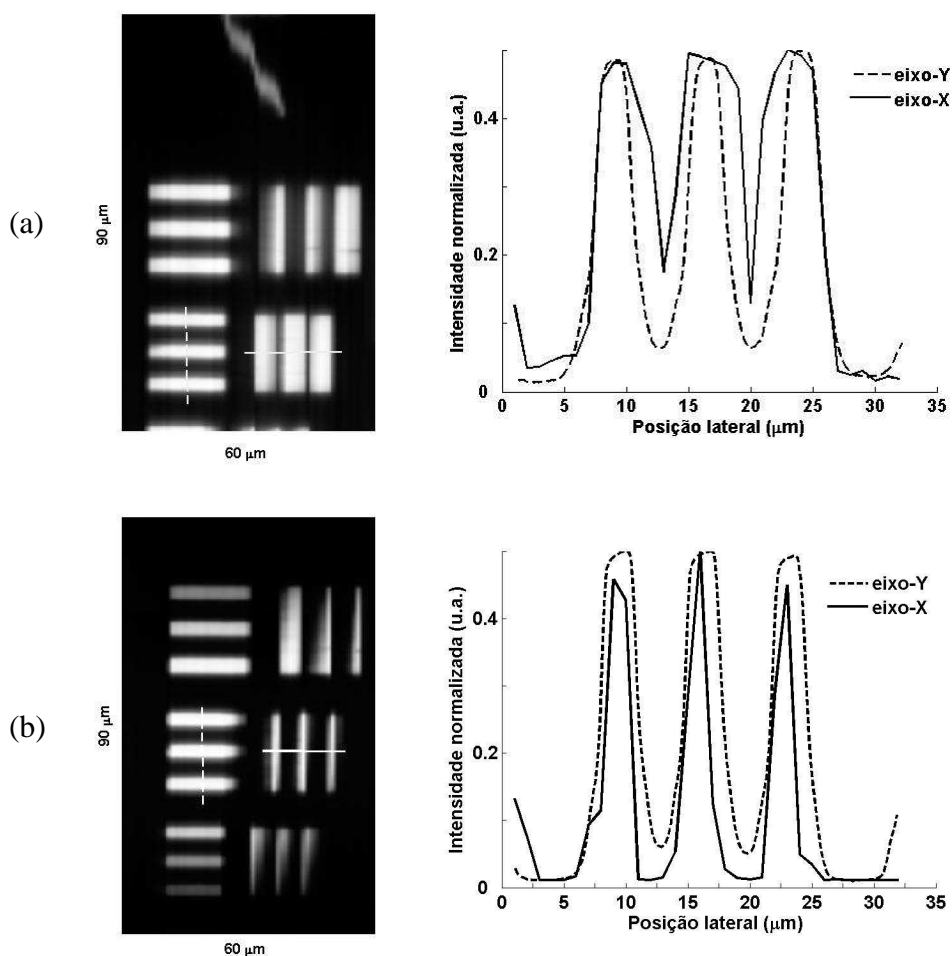 (a)
90 μm
60 μm
Intensidade normalizada (u.a.)
0.4
0.2
0
0 5 10 15 20 25 30 35
Posição lateral (μm)
eixo-Y
eixo-X
(b)
90 μm
60 μm
Intensidade normalizada (u.a.)
0.4
0.2
0
0 5 10 15 20 25 30 35
Posição lateral (μm)
eixo-Y
eixo-X